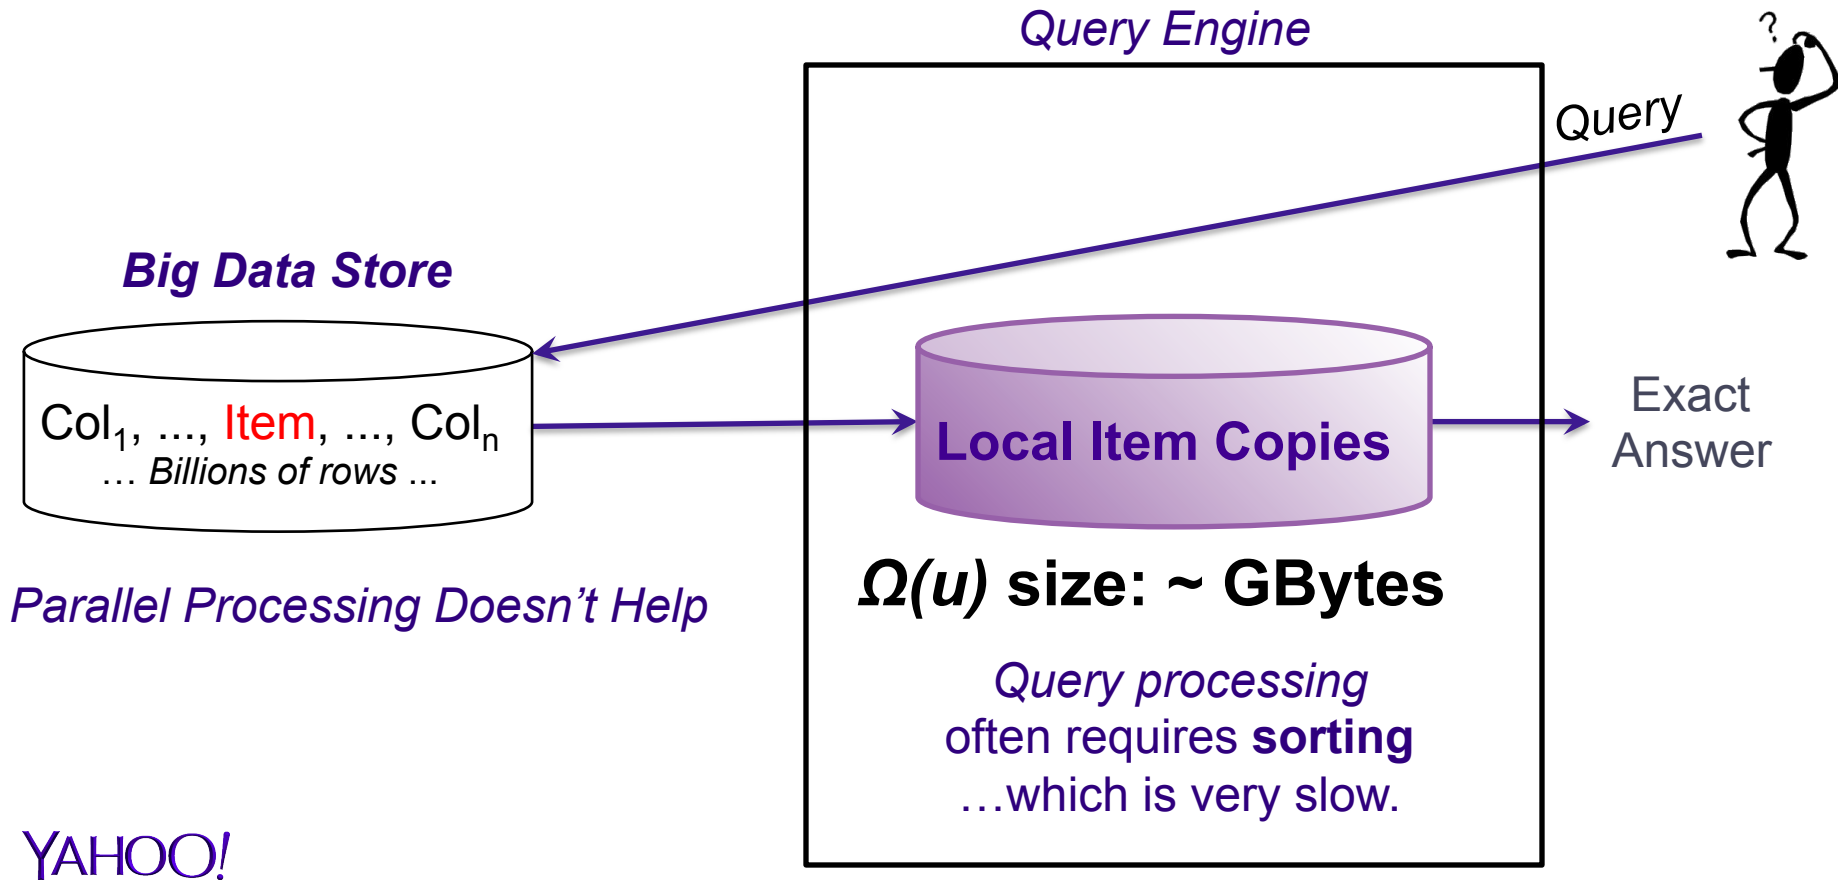 Query Engine
?
Query
Big Data Store
Col1, ..., Item, ..., Coln
... Billions of rows ...
Local Item Copies
Exact
Answer
Ω(u) size: ~ GBytes
Parallel Processing Doesn’t Help
Query processing
often requires sorting
…which is very slow.
YAHOO!